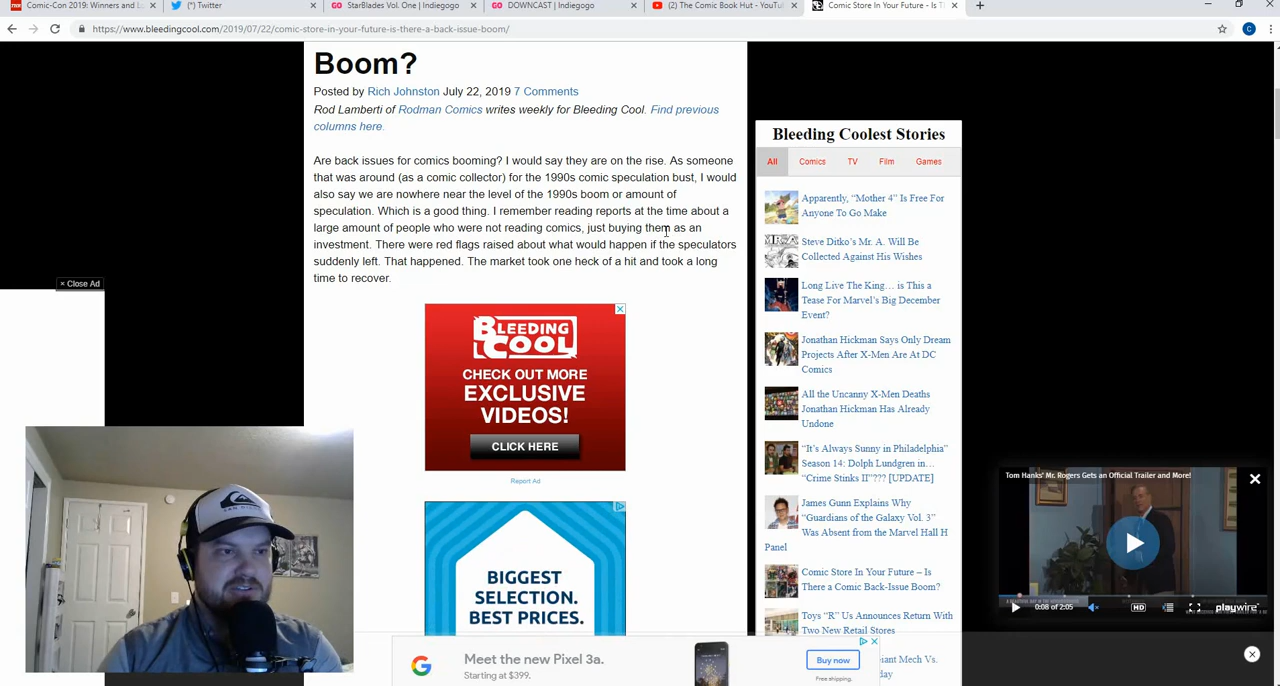 Comic-Con 2019: Winners and Lo
(*) Twitter
StarBlades Vol. One | Indiegogo
DOWNCAST | Indiegogo
(2) The Comic Book Hut - YouTu
Comic Store In Your Future - Is T
https://www.bleedingcool.com/2019/07/22/comic-store-in-your-future-is-there-a-back-issue-boom/
Boom?
Posted by Rich Johnston July 22, 2019 7 Comments
Rod Lamberti of Rodman Comics writes weekly for Bleeding Cool. Find previous
columns here.
Are back issues for comics booming? I would say they are on the rise. As someone
that was around (as a comic collector) for the 1990s comic speculation bust, I would
also say we are nowhere near the level of the 1990s boom or amount of
speculation. Which is a good thing. I remember reading reports at the time about a
large amount of people who were not reading comics, just buying them as an
investment. There were red flags raised about what would happen if the speculators
suddenly left. That happened. The market took one heck of a hit and took a long
time to recover.
× Close Ad
BLEEDING
COOL
CHECK OUT MORE
EXCLUSIVE
VIDEOS!
CLICK HERE
Report Ad
BIGGEST
SELECTION.
BEST PRICES.
Bleeding Coolest Stories
All
Comics
TV
Film
Games
Apparently, “Mother 4” Is Free For
Anyone To Go Make
Steve Ditko's Mr. A. Will Be
Collected Against His Wishes
Long Live The King… is This a
Tease For Marvel's Big December
Event?
Jonathan Hickman Says Only Dream
Projects After X-Men Are At DC
Comics
All the Uncanny X-Men Deaths
Jonathan Hickman Has Already
Undone
“It's Always Sunny in Philadelphia”
Season 14: Dolph Lundgren in…
“Crime Stinks II”??? [UPDATE]
James Gunn Explains Why
“Guardians of the Galaxy Vol. 3”
Was Absent from the Marvel Hall H
Panel
Comic Store In Your Future – Is
There a Comic Back-Issue Boom?
Toys “R” Us Announces Return With
Two New Retail Stores
iant Mech Vs.
day
Tom Hanks' Mr. Rogers Gets an Official Trailer and More!
0:08 of 2:05
HD
playwire
SAN DIEGO
Meet the new Pixel 3a.
Starting at $399.
Buy now
Free shipping.